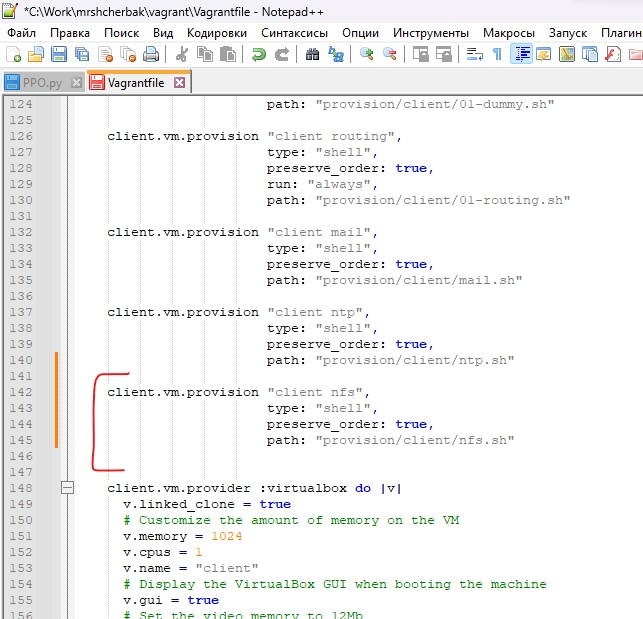 *C:\Work\mrshcherbak\vagrant\Vagrantfile - Notepad++
Файл Правка Поиск Вид Кодировки Синтаксисы Опции Инструменты Макросы Запуск Плагин
PPO.py Vagrantfile
124 path: "provision/client/01-dummy.sh"
125
126 client.vm.provision "client routing",
127 type: "shell",
128 preserve_order: true,
129 run: "always",
130 path: "provision/client/01-routing.sh"
131
132 client.vm.provision "client mail",
133 type: "shell",
134 preserve_order: true,
135 path: "provision/client/mail.sh"
136
137 client.vm.provision "client ntp",
138 type: "shell",
139 preserve_order: true,
140 path: "provision/client/ntp.sh"
141
142 client.vm.provision "client nfs",
143 type: "shell",
144 preserve_order: true,
145 path: "provision/client/nfs.sh"
146
147
148 client.vm.provider :virtualbox do |v|
149 v.linked_clone = true
150 # Customize the amount of memory on the VM
151 v.memory = 1024
152 v.cpus = 1
153 v.name = "client"
154 # Display the VirtualBox GUI when booting the machine
155 v.gui = true
156 # Set the video memory to 12Mb